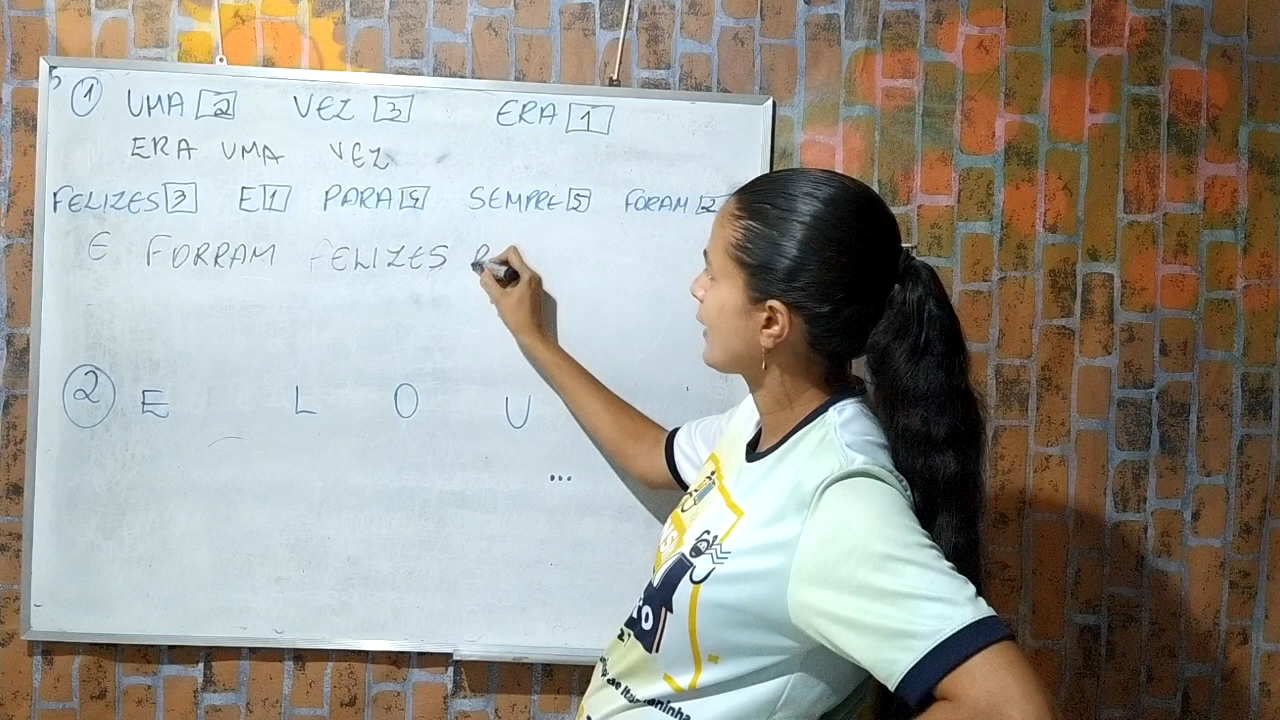 1 UMA 2 VEZ 3 ERA 1
ERA UMA VEZ
FELIZES 3 E 1 PARA 4 SEMPRE 5 FORAM 2
E FORRAM FELIZES P
2 E L O U
...